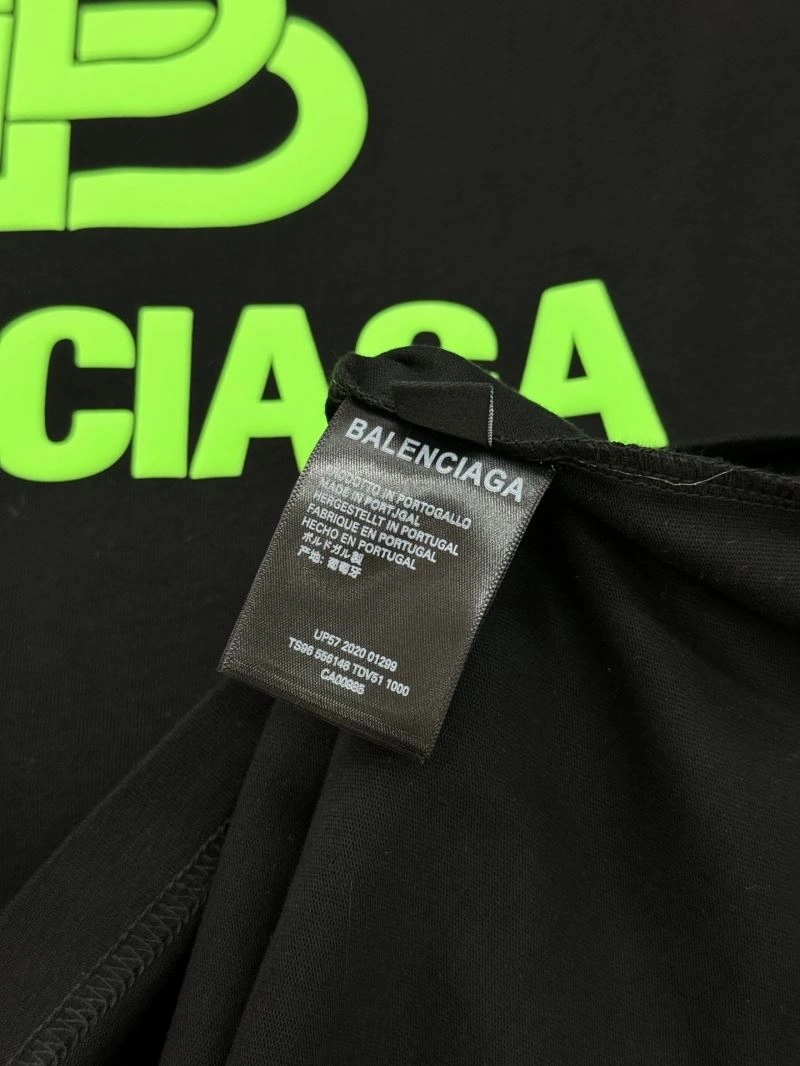 B
CIAGA
BALENCIAGA
PRODOTTO IN PORTOGALLO
MADE IN PORTUGAL
HERGESTELLT IN PORTUGAL
FABRIQUE EN PORTUGAL
HECHO EN PORTUGAL
ポルトガル製
产地: 葡萄牙
UP57 2020 01299
TS96 556148 TDV51 1000
CA00985